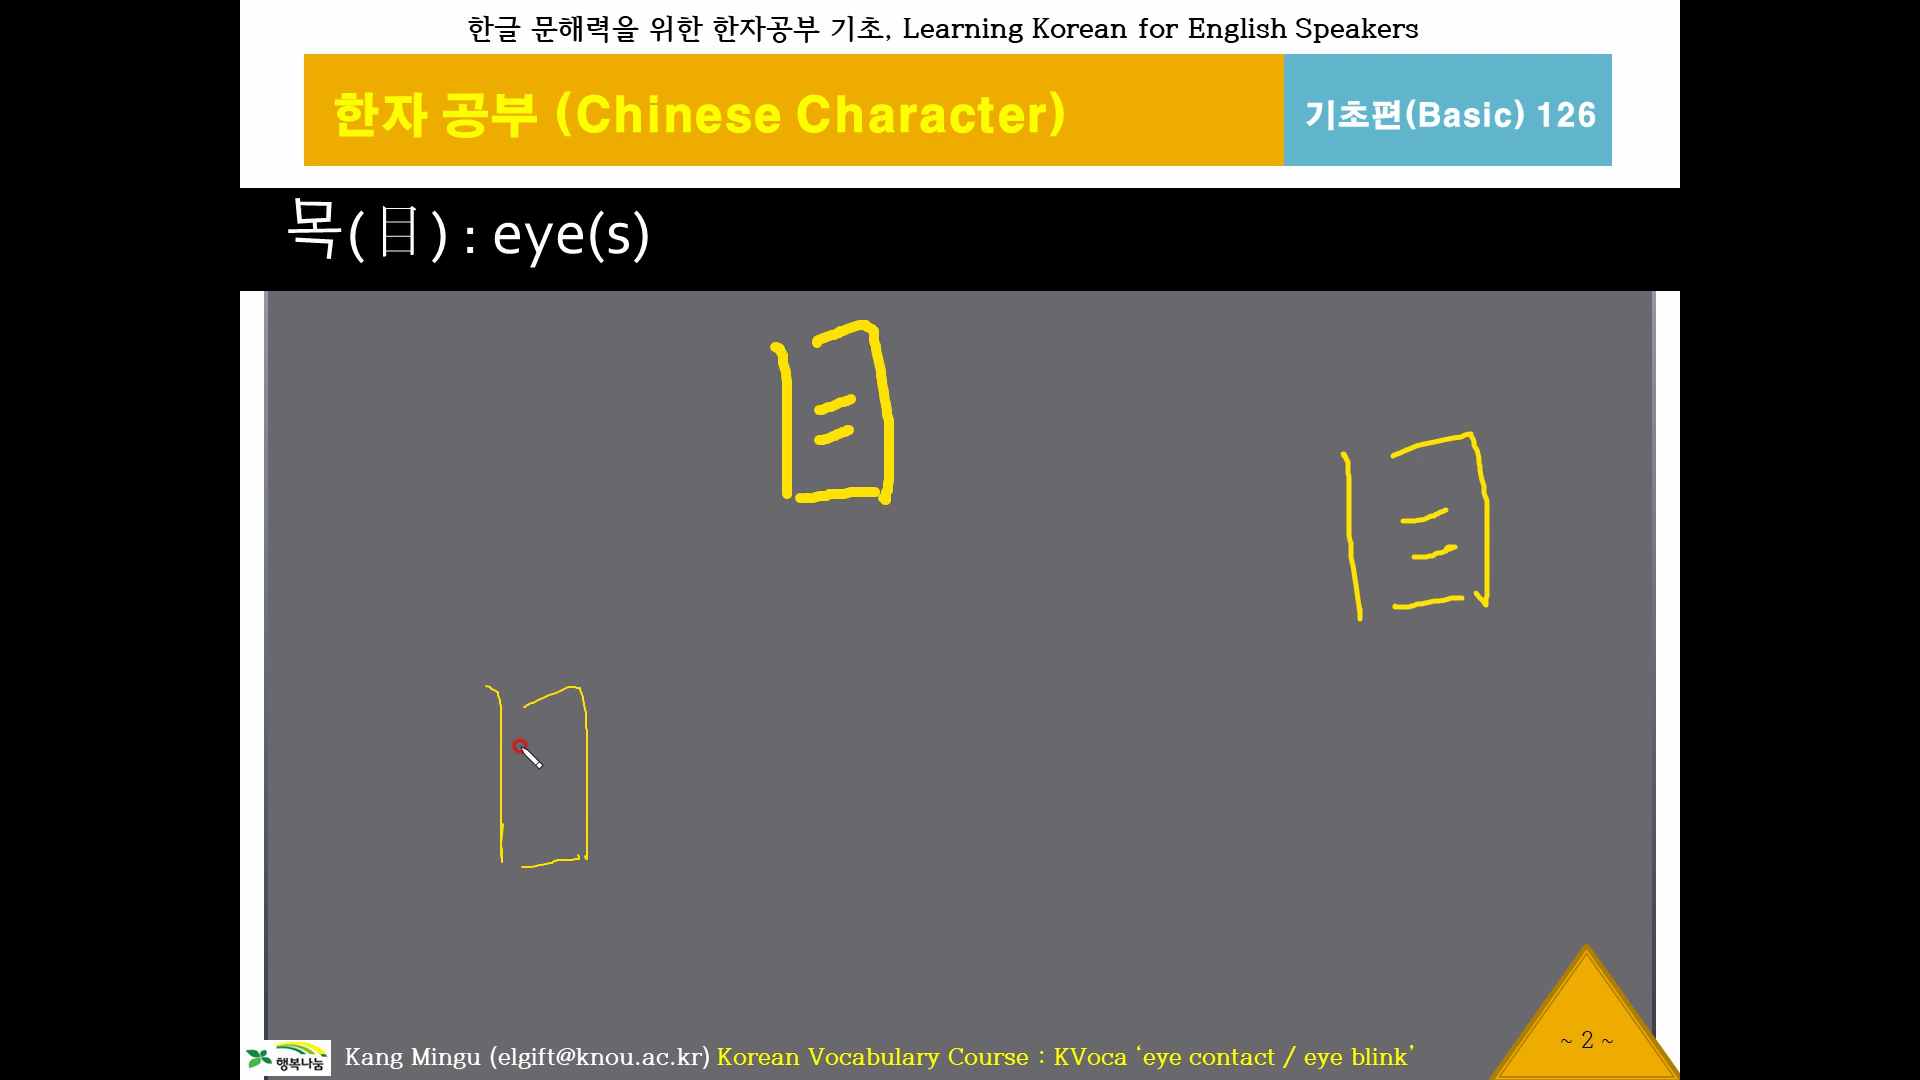 한글 문해력을 위한 한자공부 기초, Learning Korean for English Speakers
한자 공부 (Chinese Character)
기초편(Basic) 126
목(目) : eye(s)
目
目
~ 2 ~
행복나눔
Kang Mingu (elgift@knou.ac.kr) Korean Vocabulary Course : KVoca ‘eye contact / eye blink’